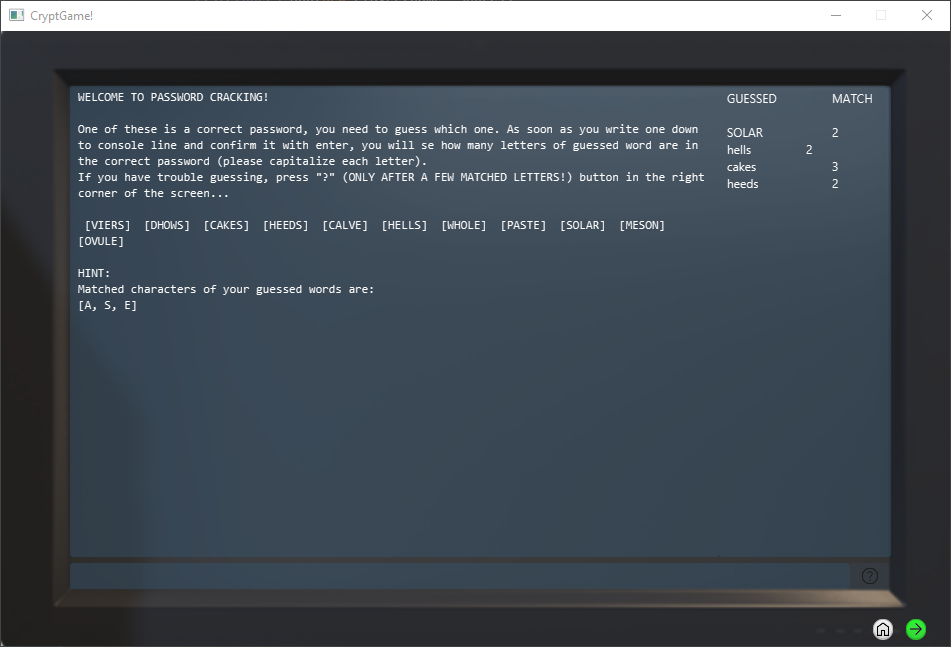 CryptGame!
WELCOME TO PASSWORD CRACKING!
One of these is a correct password, you need to guess which one. As soon as you write one down
to console line and confirm it with enter, you will se how many letters of guessed word are in
the correct password (please capitalize each letter).
If you have trouble guessing, press "?" (ONLY AFTER A FEW MATCHED LETTERS!) button in the right
corner of the screen...
[VIERS] [DHOWS] [CAKES] [HEEDS] [CALVE] [HELLS] [WHOLE] [PASTE] [SOLAR] [MESON]
[OVULE]
HINT:
Matched characters of your guessed words are:
[A, S, E]
GUESSED MATCH
SOLAR 2
hells 2
cakes 3
heeds 2
?